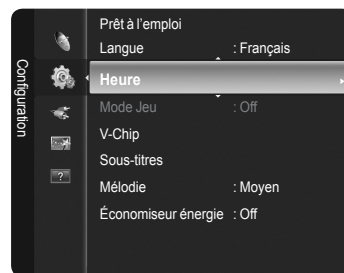 Configuration
Prêt à l'emploi
Langue : Français
Heure
Mode Jeu : Off
V-Chip
Sous-titres
Mélodie : Moyen
Économiseur énergie : Off
?